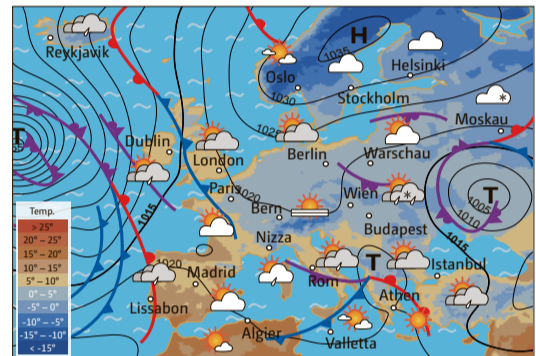 Reykjavik
H
1035
Oslo
Helsinki
1030
Stockholm
Moskau
1025
T
Dublin
London
Berlin
Warschau
Paris
1020
Wien
T
1005
1010
Bern
Budapest
1015
1015
Nizza
1020
Madrid
Rom
T
Istanbul
Lissabon
Athen
Algier
Valletta
Temp.
> 25°
20° – 25°
15° – 20°
10° – 15°
5° – 10°
0° – 5°
-5° – 0°
-10° – -5°
-15° – -10°
< -15°